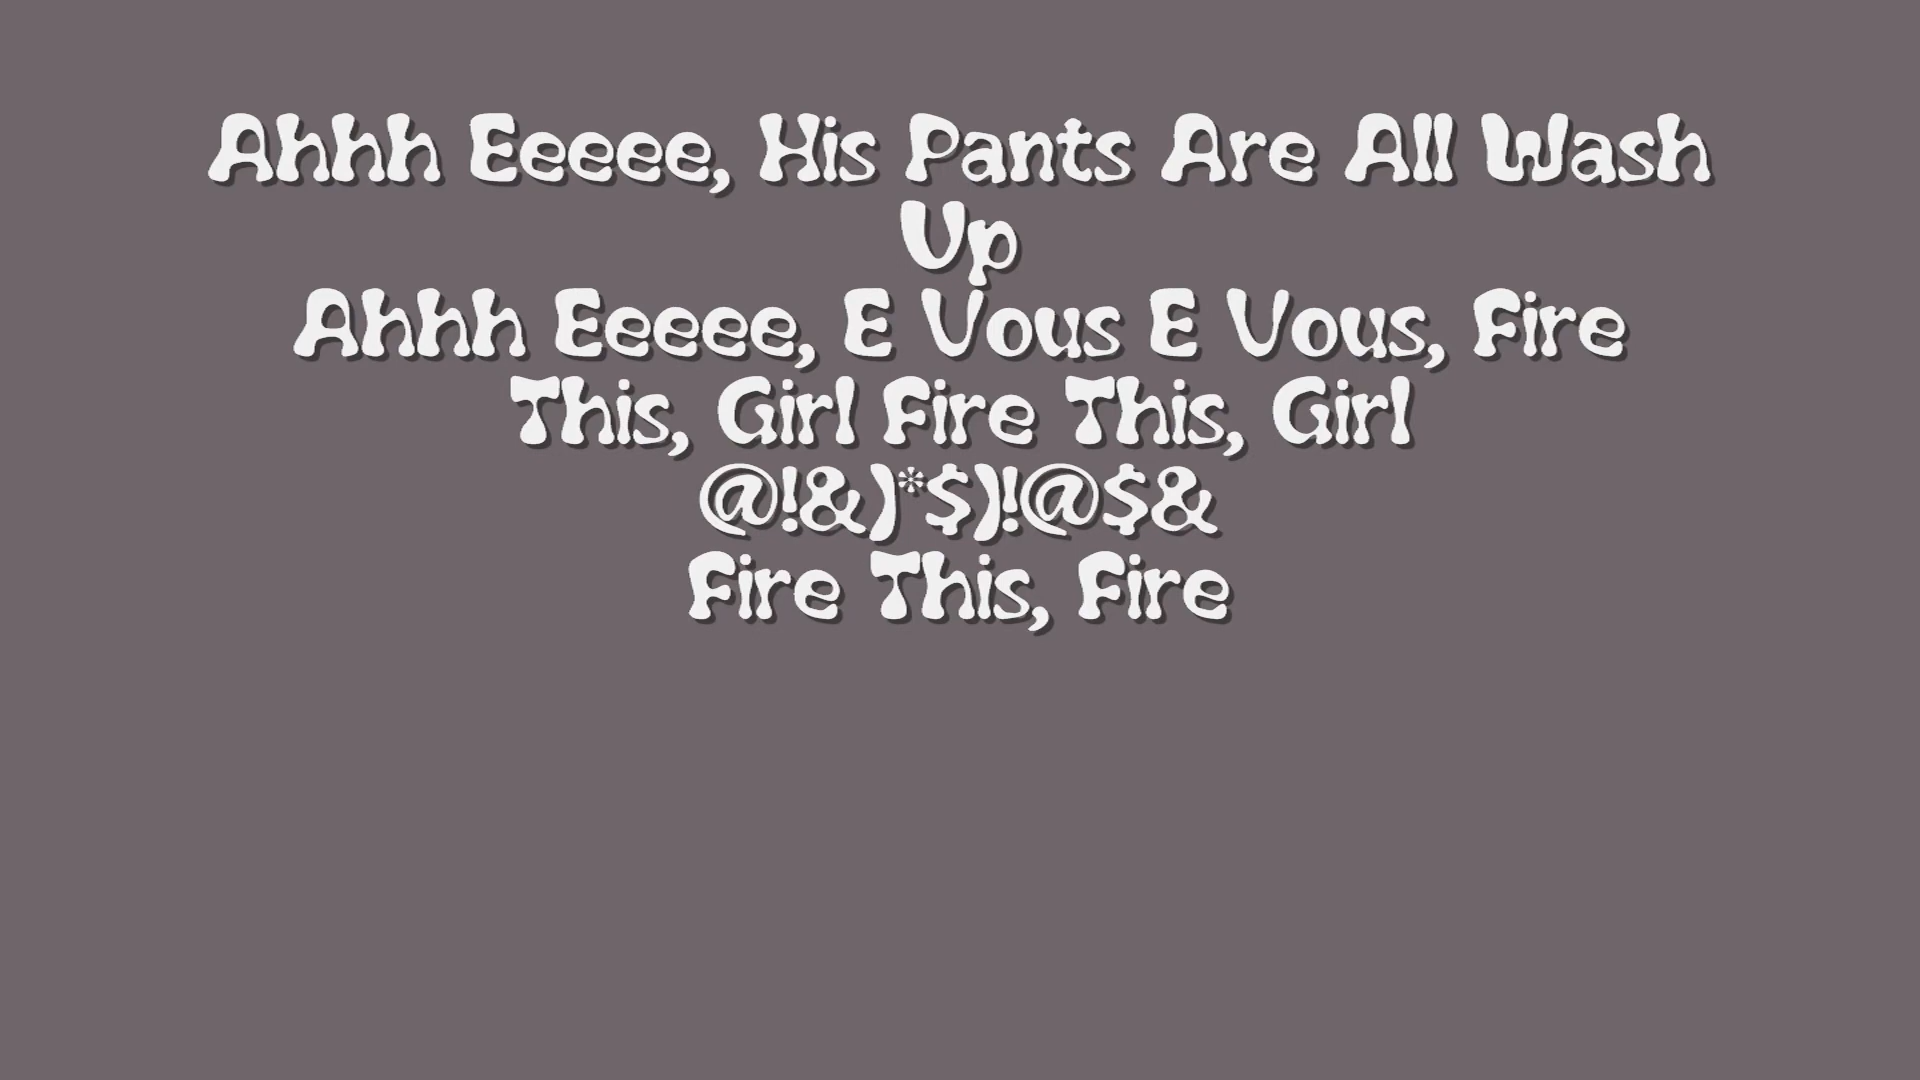 Ahhh Eeeee, His Pants Are All Wash
Up
Ahhh Eeeee, E Vous E Vous, Fire
This, Girl Fire This, Girl
@!&)*$)!@$&
Fire This, Fire